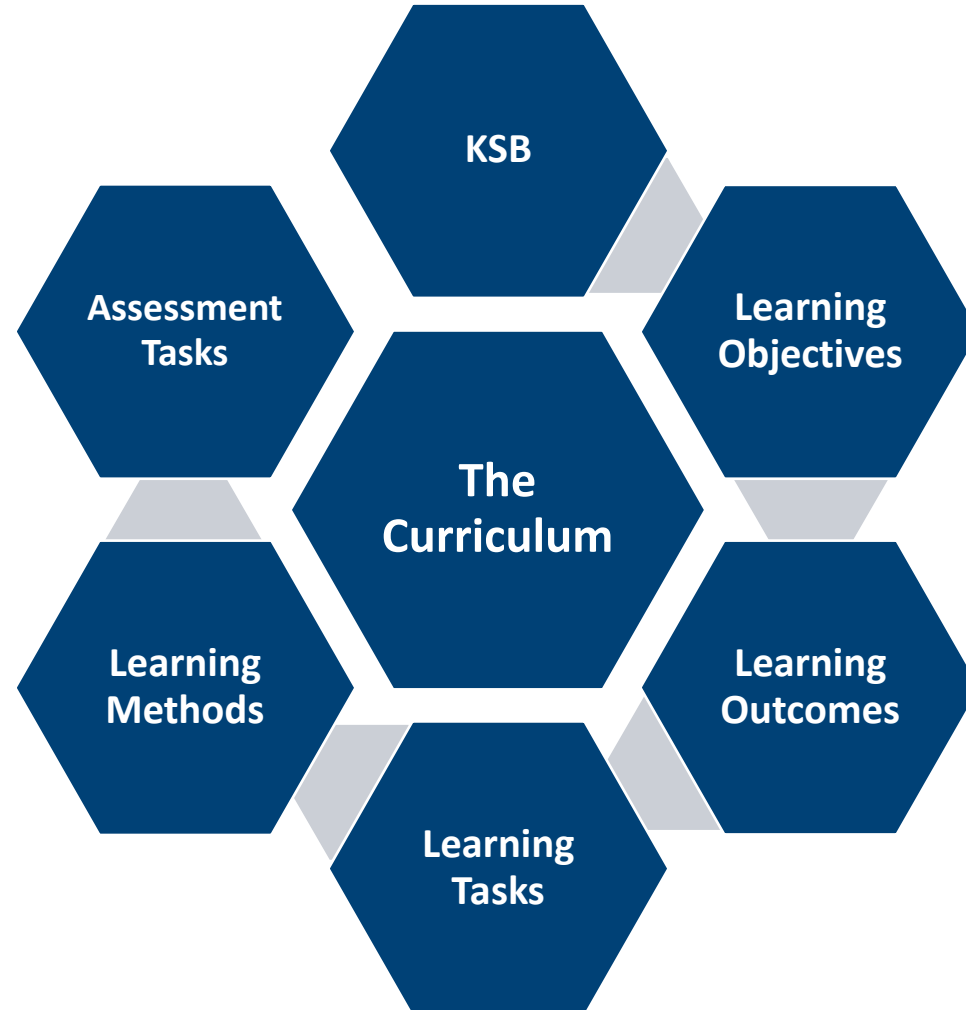 KSB
Assessment
Tasks
Learning
Objectives
The
Curriculum
Learning
Methods
Learning
Outcomes
Learning
Tasks